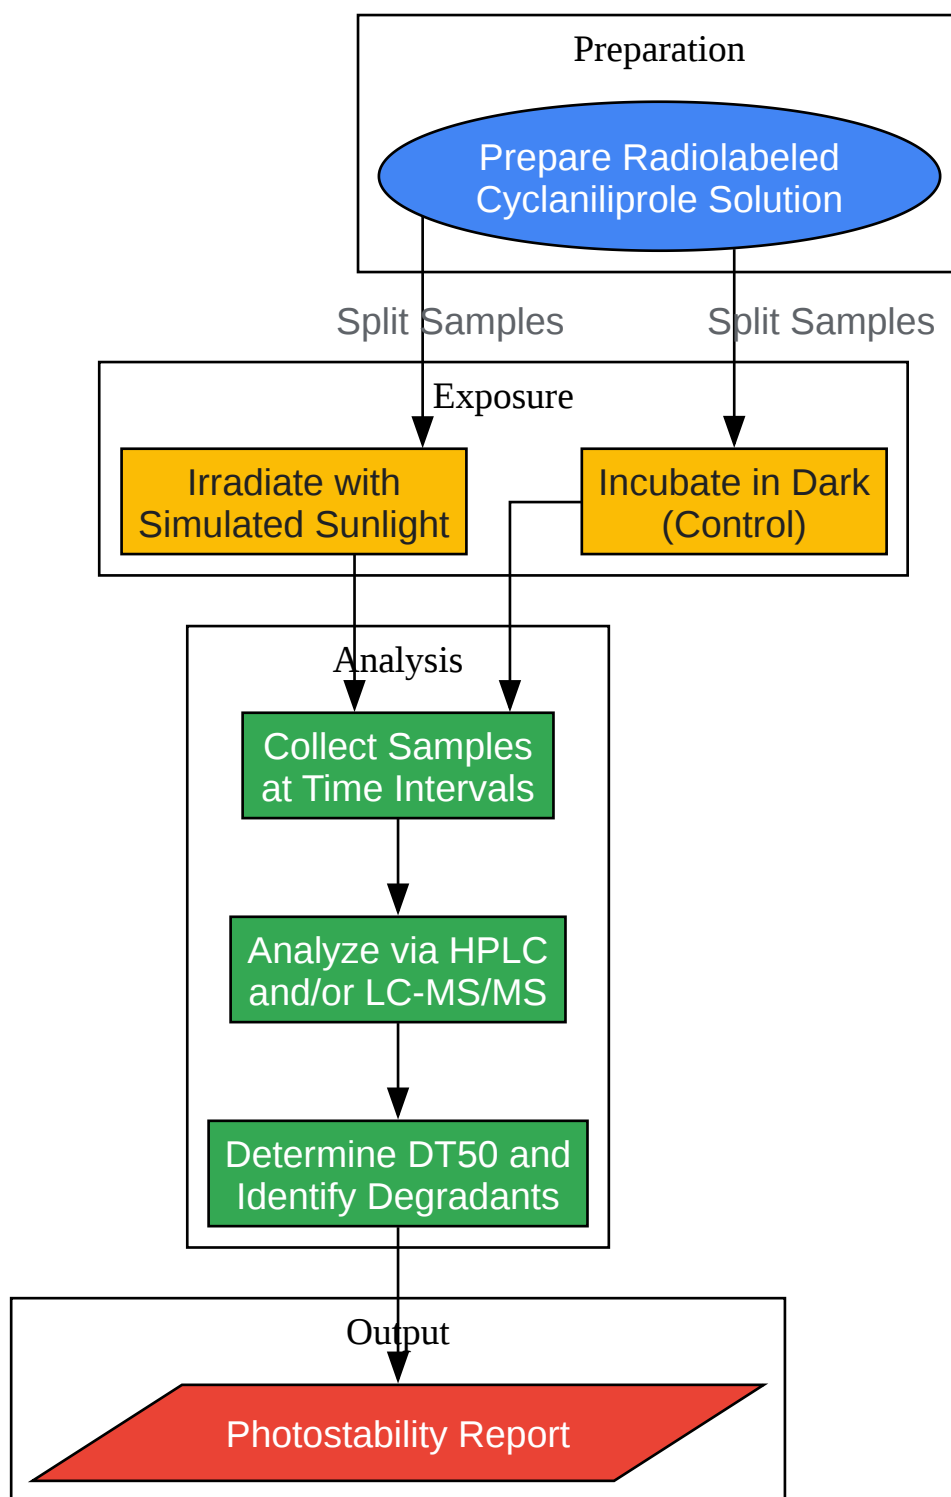 Preparation
Prepare Radiolabeled
Cyclaniliprole Solution
Split Samples
Split Samples
Exposure
Irradiate with
Simulated Sunlight
Incubate in Dark
(Control)
Analysis
Collect Samples
at Time Intervals
Analyze via HPLC
and/or LC-MS/MS
Determine DT50 and
Identify Degradants
Output
Photostability Report